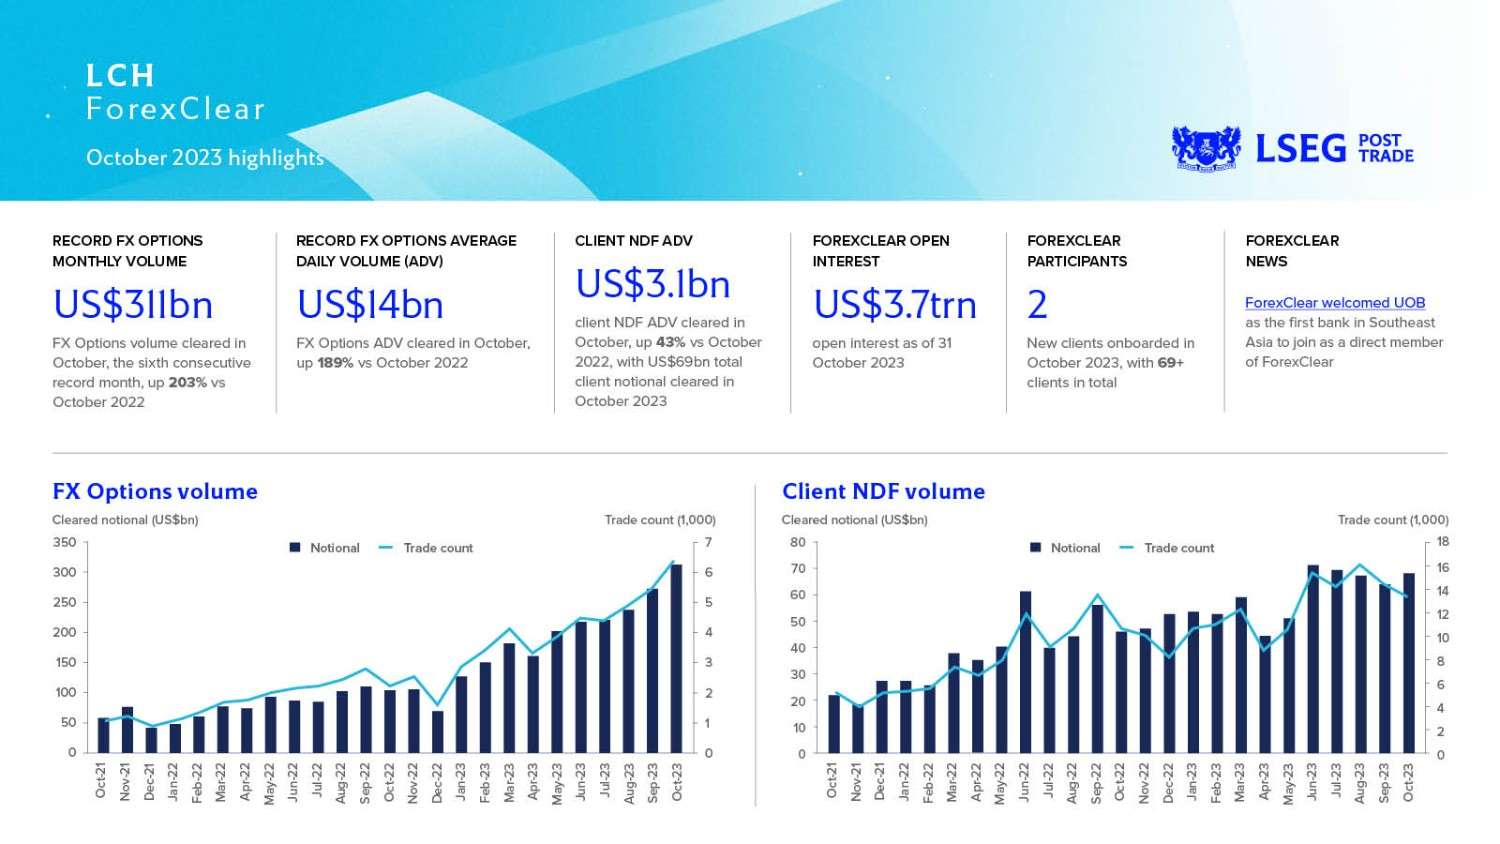 LCH
ForexClear
October 2023 highlights
LSEG POST TRADE
RECORD FX OPTIONS
MONTHLY VOLUME
US$311bn
FX Options volume cleared in
October, the sixth consecutive
record month, up 203% vs
October 2022
RECORD FX OPTIONS AVERAGE
DAILY VOLUME (ADV)
US$14bn
FX Options ADV cleared in October,
up 189% vs October 2022
CLIENT NDF ADV
US$3.1bn
client NDF ADV cleared in
October, up 43% vs October
2022, with US$69bn total
client notional cleared in
October 2023
FOREXCLEAR OPEN
INTEREST
US$3.7trn
open interest as of 31
October 2023
FOREXCLEAR
PARTICIPANTS
2
New clients onboarded in
October 2023, with 69+
clients in total
FOREXCLEAR
NEWS
ForexClear welcomed UOB
as the first bank in Southeast
Asia to join as a direct member
of ForexClear
FX Options volume
Cleared notional (US$bn)
Trade count (1,000)
Notional
Trade count
350
300
250
200
150
100
50
0
7
6
5
4
3
2
1
0
Oct-21
Nov-21
Dec-21
Jan-22
Feb-22
Mar-22
Apr-22
May-22
Jun-22
Jul-22
Aug-22
Sep-22
Oct-22
Nov-22
Dec-22
Jan-23
Feb-23
Mar-23
Apr-23
May-23
Jun-23
Jul-23
Aug-23
Sep-23
Oct-23
Client NDF volume
Cleared notional (US$bn)
Trade count (1,000)
Notional
Trade count
80
70
60
50
40
30
20
10
0
18
16
14
12
10
8
6
4
2
0
Oct-21
Nov-21
Dec-21
Jan-22
Feb-22
Mar-22
Apr-22
May-22
Jun-22
Jul-22
Aug-22
Sep-22
Oct-22
Nov-22
Dec-22
Jan-23
Feb-23
Mar-23
Apr-23
May-23
Jun-23
Jul-23
Aug-23
Sep-23
Oct-23